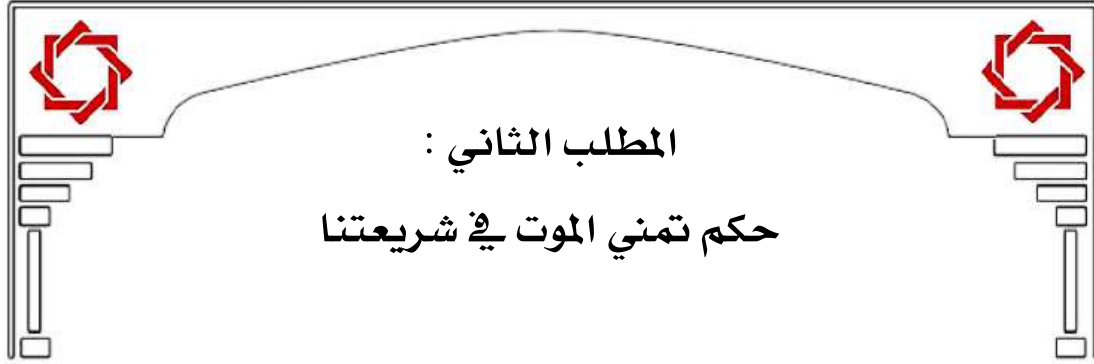 المطلب الثاني :
حكم تمني الموت في شريعتنا